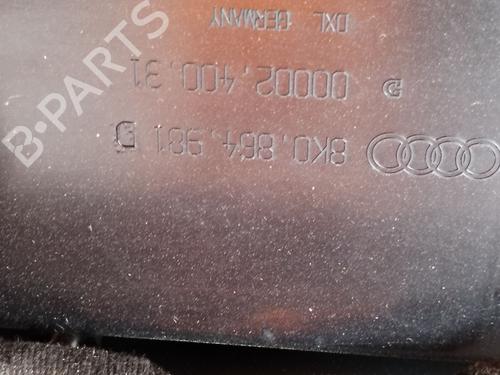 8K0.864.981 D
00002.400.31
DXL GERMANY
B-PARTS